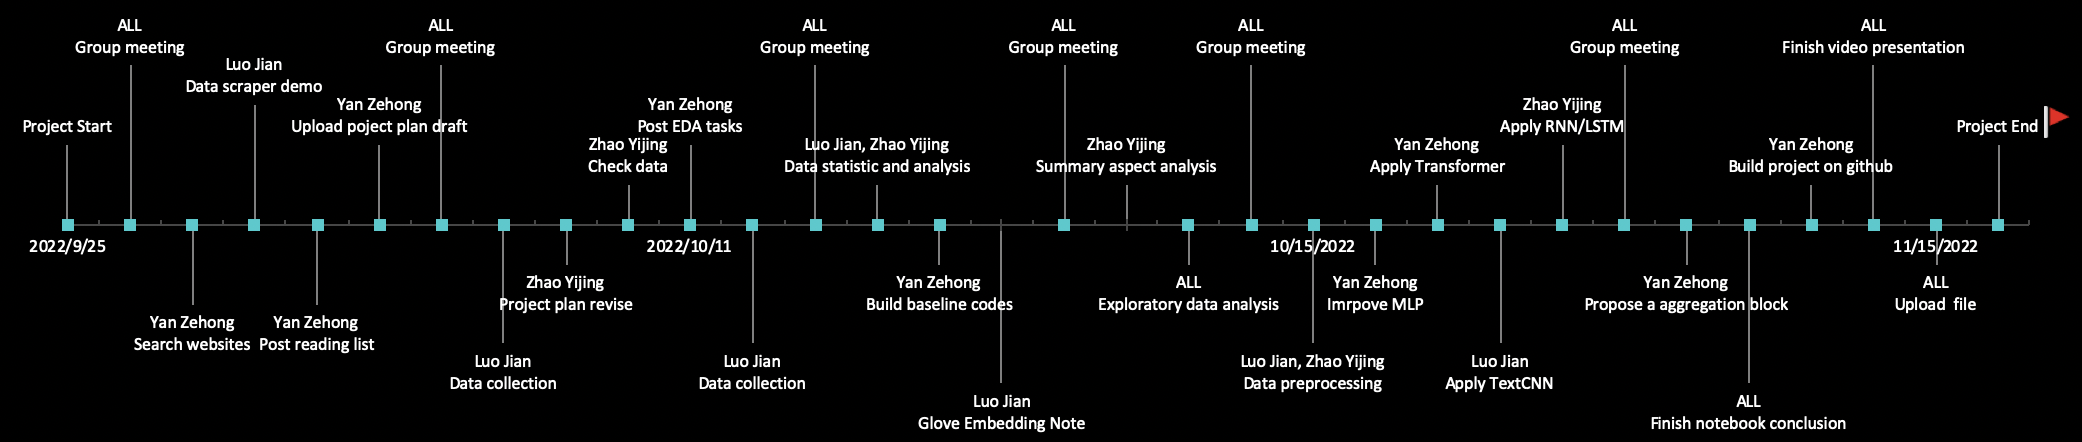 Project Start
2022/9/25
ALL
Group meeting
Yan Zehong
Search websites
Luo Jian
Data scraper demo
Yan Zehong
Post reading list
Yan Zehong
Upload poject plan draft
ALL
Group meeting
Luo Jian
Data collection
Zhao Yijing
Project plan revise
Zhao Yijing
Check data
Yan Zehong
Post EDA tasks
2022/10/11
Luo Jian
Data collection
ALL
Group meeting
Luo Jian, Zhao Yijing
Data statistic and analysis
Yan Zehong
Build baseline codes
Luo Jian
Glove Embedding Note
ALL
Group meeting
Zhao Yijing
Summary aspect analysis
ALL
Exploratory data analysis
ALL
Group meeting
10/15/2022
Luo Jian, Zhao Yijing
Data preprocessing
Yan Zehong
Imrpove MLP
Yan Zehong
Apply Transformer
Luo Jian
Apply TextCNN
Zhao Yijing
Apply RNN/LSTM
ALL
Group meeting
Yan Zehong
Propose a aggregation block
ALL
Finish notebook conclusion
Yan Zehong
Build project on github
ALL
Finish video presentation
11/15/2022
ALL
Upload  file
Project End